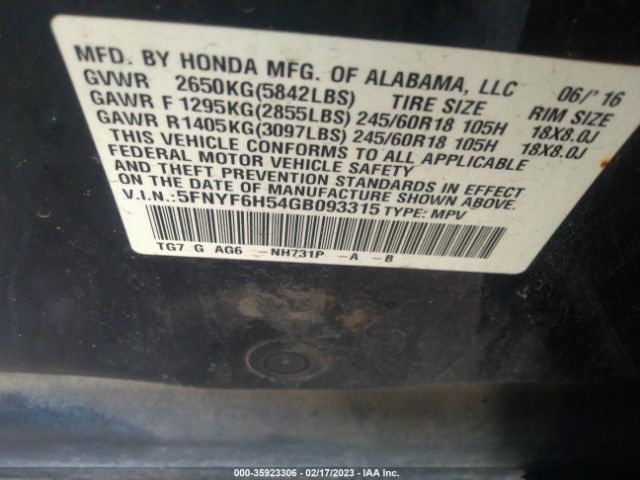 MFD. BY HONDA MFG. OF ALABAMA, LLC 06/'16
GVWR 2650KG(5842LBS) TIRE SIZE RIM SIZE
GAWR F 1295KG(2855LBS) 245/60R18 105H 18X8.0J
GAWR R 1405KG(3097LBS) 245/60R18 105H 18X8.0J
THIS VEHICLE CONFORMS TO ALL APPLICABLE
FEDERAL MOTOR VEHICLE SAFETY
AND THEFT PREVENTION STANDARDS IN EFFECT
ON THE DATE OF MANUFACTURE SHOWN ABOVE.
V.I.N.:5FNYF6H54GB093315 TYPE: MPV
TG7 G AG6 -NH731P -A -B
000-35923306 - 02/17/2023 - IAA Inc.